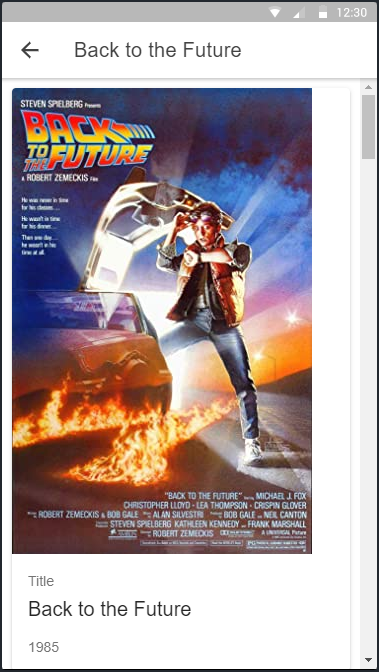 12:30
Back to the Future
STEVEN SPIELBERG Presents
BACK
TO THE FUTURE
A ROBERT ZEMECKIS Film
He was never in time
for his classes...
He wasn't in time
for his dinner...
Then one day...
he wasn't in his
time at all.
"BACK TO THE FUTURE" MICHAEL J. FOX
CHRISTOPHER LLOYD · LEA THOMPSON · CRISPIN GLOVER
ROBERT ZEMECKIS & BOB GALE ALAN SILVESTRI BOB GALE NEIL CANTON
STEVEN SPIELBERG KATHLEEN KENNEDY FRANK MARSHALL
ROBERT ZEMECKIS A UNIVERSAL Picture
PG
Title
Back to the Future
1985